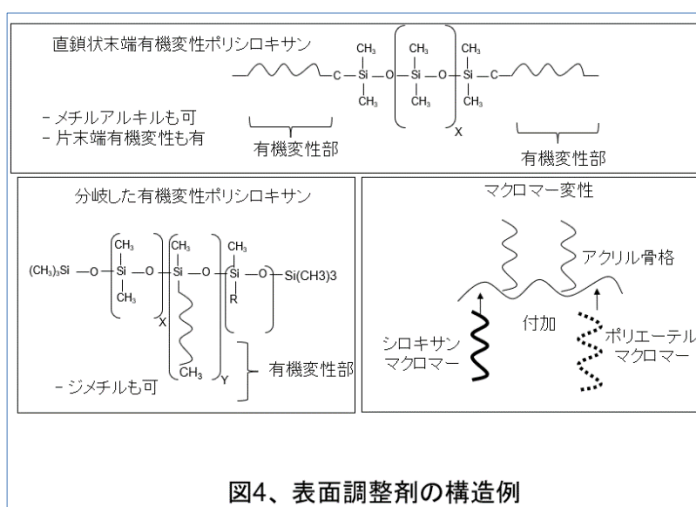 直鎖状末端有機変性ポリシロキサン
CH₃ CH₃ CH₃
C Si O Si O Si C
CH₃ CH₃ CH₃
X
- メチルアルキルも可
- 片末端有機変性も有
有機変性部
有機変性部
分岐した有機変性ポリシロキサン
CH₃ CH₃ CH₃
(CH₃)₃Si O Si O Si O Si O Si(CH3)3
CH₃ R
X
CH₃ Y
有機変性部
- ジメチルも可
マクロマー変性
アクリル骨格
付加
シロキサン
マクロマー
ポリエーテル
マクロマー
図4、表面調整剤の構造例